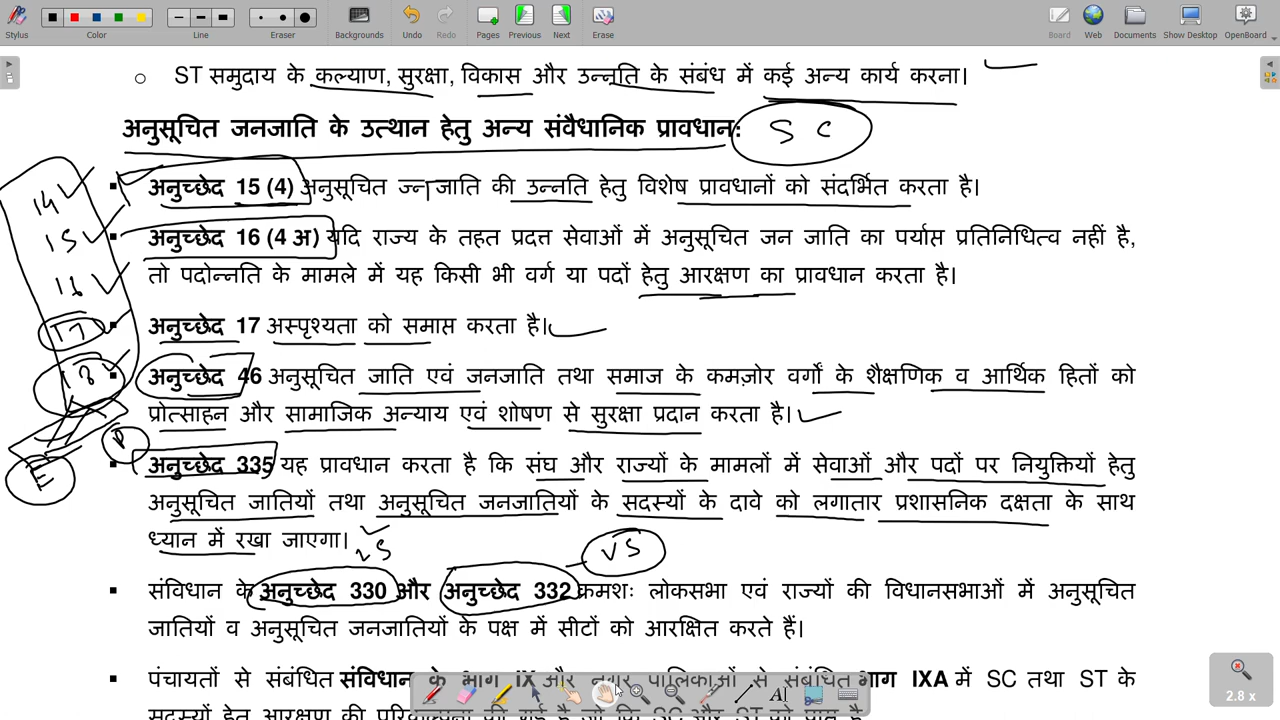 Stylus Color Line Eraser Backgrounds Undo Redo Pages Previous Next Erase Board Web Documents Show Desktop OpenBoard
ST समुदाय के कल्याण, सुरक्षा, विकास और उन्नति के संबंध में कई अन्य कार्य करना।
अनुसूचित जनजाति के उत्थान हेतु अन्य संवैधानिक प्रावधान: SC
14
15
16
17
18
E
अनुच्छेद 15 (4) अनुसूचित जनजाति की उन्नति हेतु विशेष प्रावधानों को संदर्भित करता है।
अनुच्छेद 16 (4 अ) यदि राज्य के तहत प्रदत्त सेवाओं में अनुसूचित जन जाति का पर्याप्त प्रतिनिधित्व नहीं है,
तो पदोन्नति के मामले में यह किसी भी वर्ग या पदों हेतु आरक्षण का प्रावधान करता है।
अनुच्छेद 17 अस्पृश्यता को समाप्त करता है।
अनुच्छेद 46 अनुसूचित जाति एवं जनजाति तथा समाज के कमज़ोर वर्गों के शैक्षणिक व आर्थिक हितों को
प्रोत्साहन और सामाजिक अन्याय एवं शोषण से सुरक्षा प्रदान करता है।
अनुच्छेद 335 यह प्रावधान करता है कि संघ और राज्यों के मामलों में सेवाओं और पदों पर नियुक्तियों हेतु
अनुसूचित जातियों तथा अनुसूचित जनजातियों के सदस्यों के दावे को लगातार प्रशासनिक दक्षता के साथ
ध्यान में रखा जाएगा।
VS
संविधान के अनुच्छेद 330 और अनुच्छेद 332 क्रमशः लोकसभा एवं राज्यों की विधानसभाओं में अनुसूचित
जातियों व अनुसूचित जनजातियों के पक्ष में सीटों को आरक्षित करते हैं।
पंचायतों से संबंधित संविधान के भाग IX और नगर पालिकाओं से संबंधित भाग IXA में SC तथा ST के
2.8 x